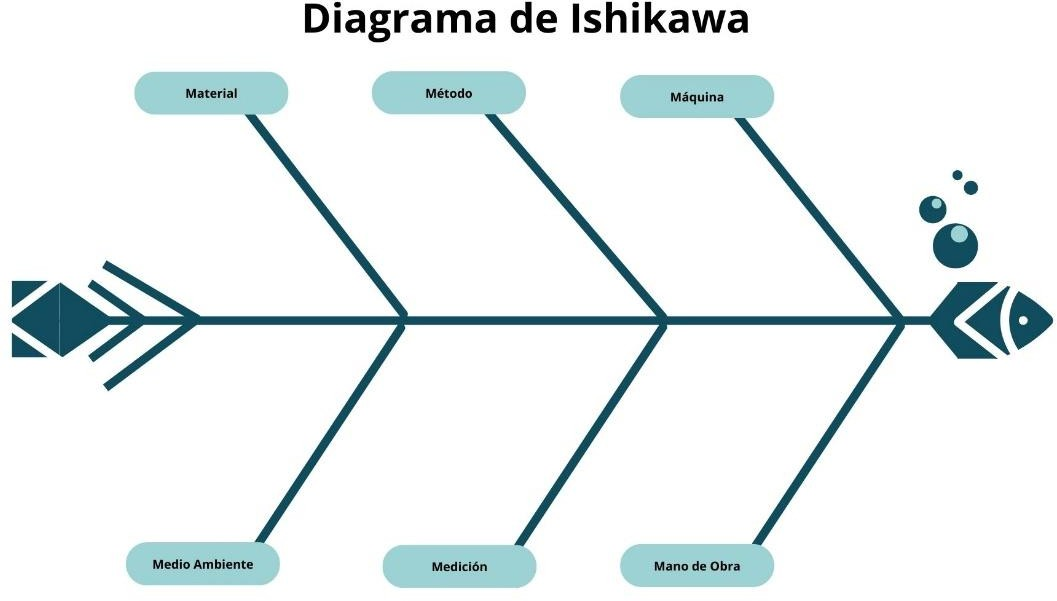 Diagrama de Ishikawa
Material
Método
Máquina
Medio Ambiente
Medición
Mano de Obra